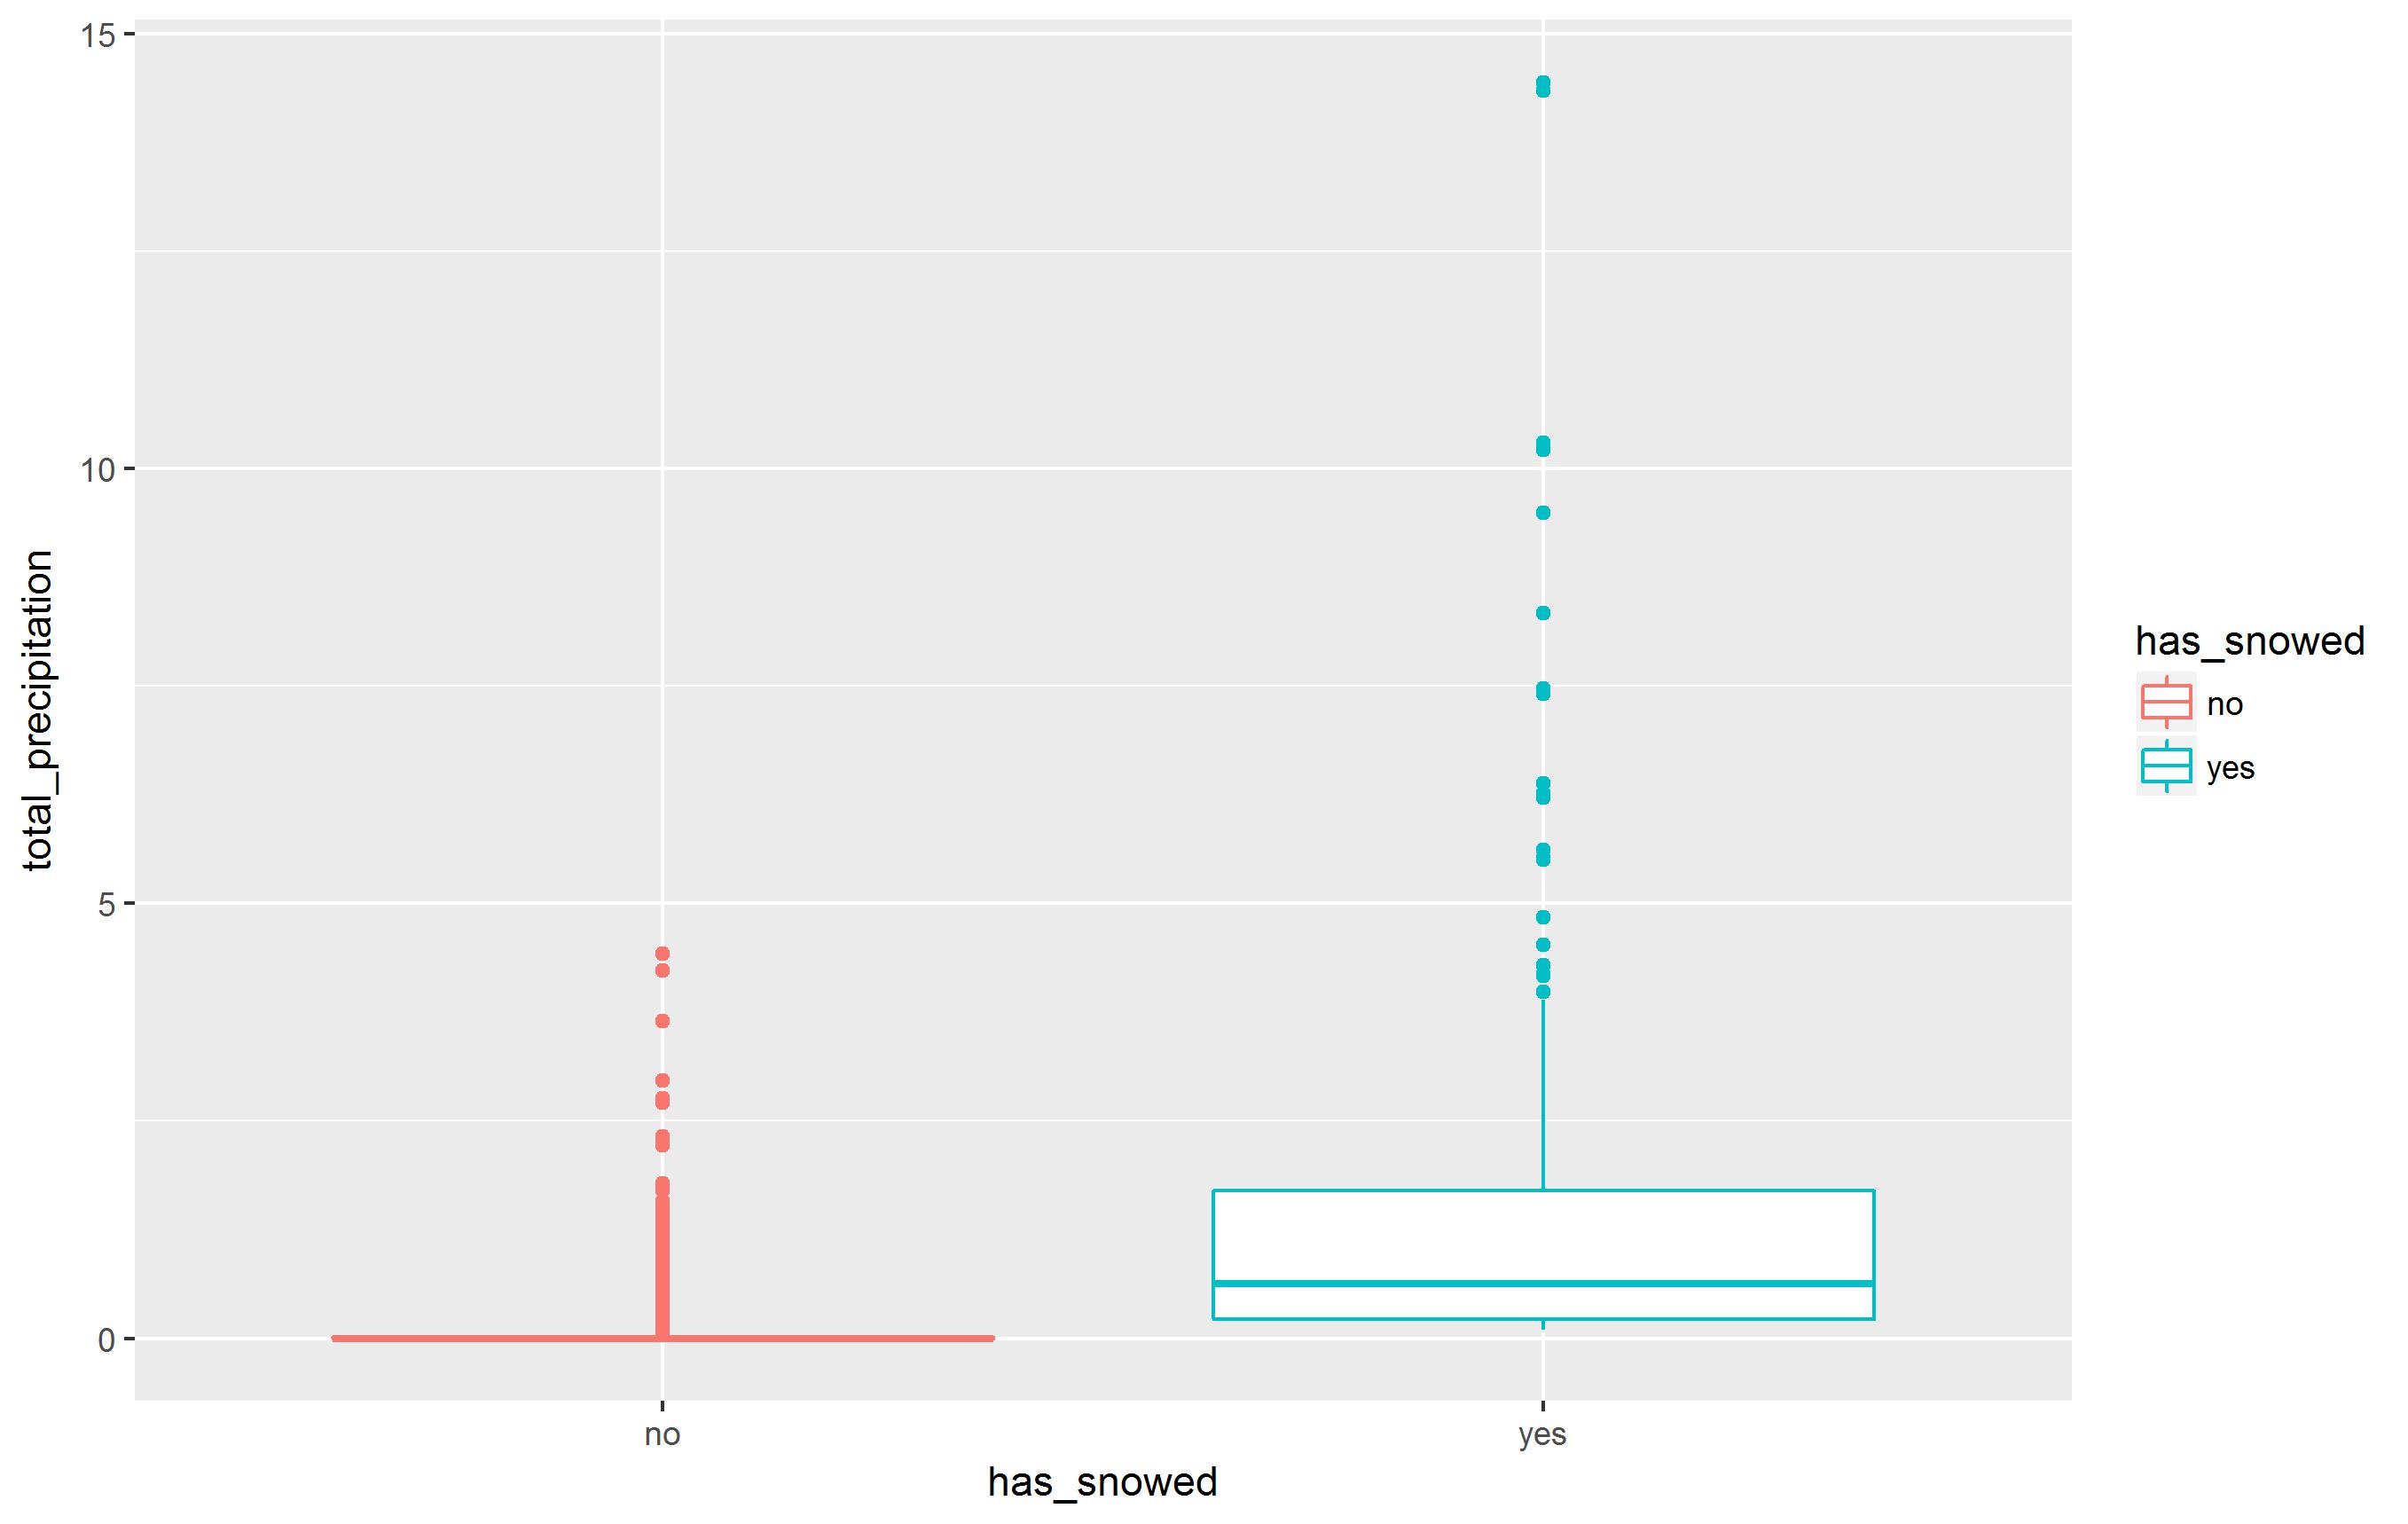 15
10
5
0
total_precipitation
no
yes
has_snowed
has_snowed
no
yes